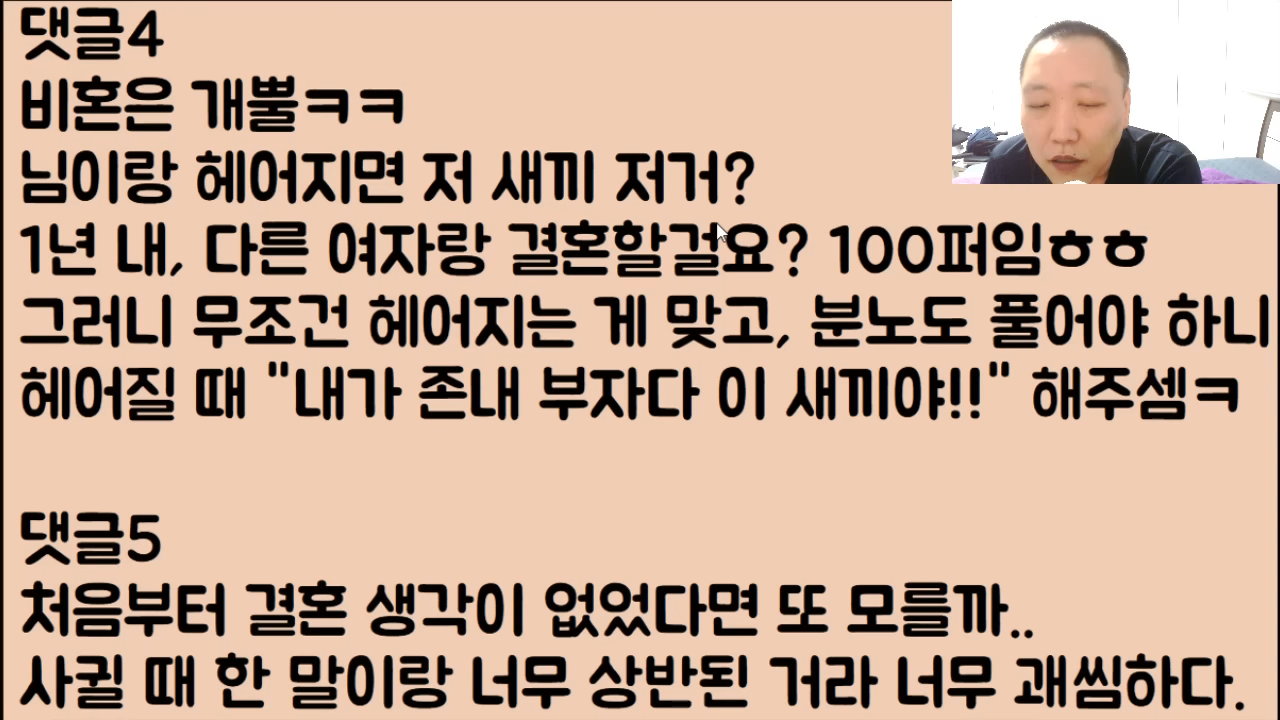 댓글4
비혼은 개뿔ㅋㅋ
님이랑 헤어지면 저 새끼 저거?
1년 내, 다른 여자랑 결혼할걸요? 100퍼임ㅎㅎ
그러니 무조건 헤어지는 게 맞고, 분노도 풀어야 하니
헤어질 때 "내가 존내 부자다 이 새끼야!!" 해주셈ㅋ
댓글5
처음부터 결혼 생각이 없었다면 또 모를까..
사귈 때 한 말이랑 너무 상반된 거라 너무 괘씸하다.